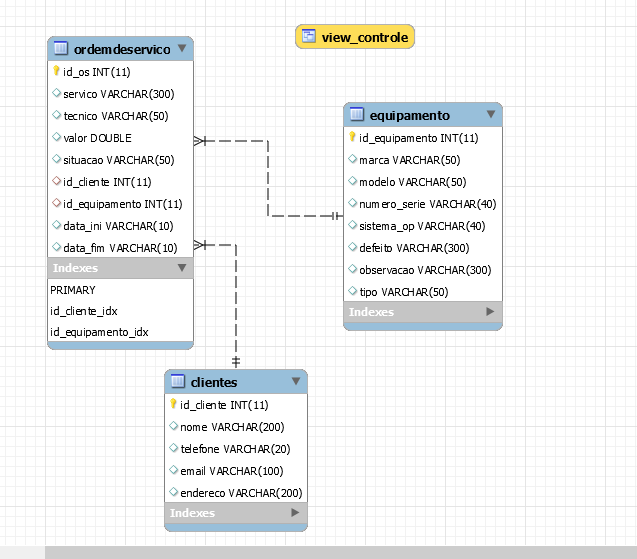 view_controle
ordemdeservico
id_os INT(11)
servico VARCHAR(300)
tecnico VARCHAR(50)
valor DOUBLE
situacao VARCHAR(50)
id_cliente INT(11)
id_equipamento INT(11)
data_ini VARCHAR(10)
data_fim VARCHAR(10)
Indexes
PRIMARY
id_cliente_idx
id_equipamento_idx
equipamento
id_equipamento INT(11)
marca VARCHAR(50)
modelo VARCHAR(50)
numero_serie VARCHAR(40)
sistema_op VARCHAR(40)
defeito VARCHAR(300)
observacao VARCHAR(300)
tipo VARCHAR(50)
Indexes
clientes
id_cliente INT(11)
nome VARCHAR(200)
telefone VARCHAR(20)
email VARCHAR(100)
endereco VARCHAR(200)
Indexes